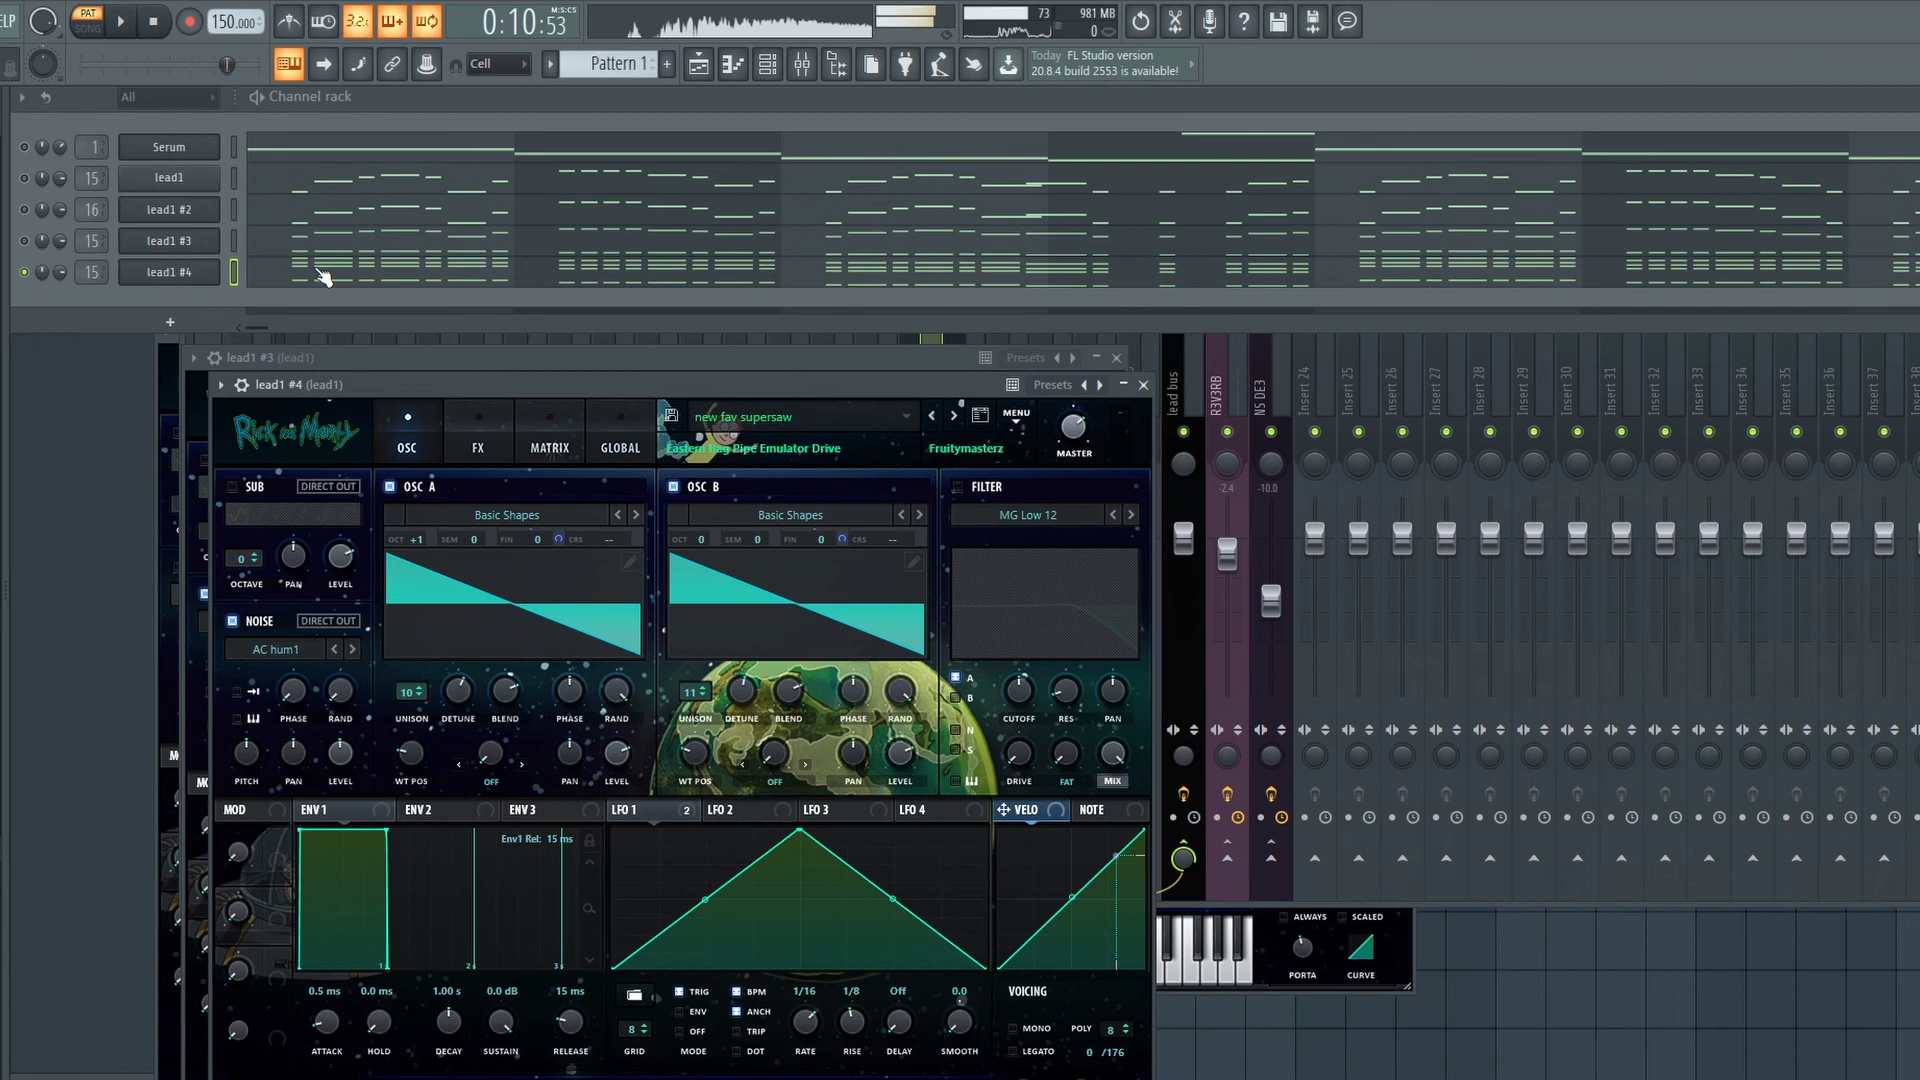 ELP PAT 150.000 3.2: 0:10:53 M:S:CS 73 981 MB
SONG 0
Cell Pattern 1 + Today FL Studio version
20.8.4 build 2553 is available!
All Channel rack
1 Serum
15 lead1
16 lead1 #2
15 lead1 #3
15 lead1 #4
+
lead1 #3 (lead1) Presets
lead1 #4 (lead1) Presets
Rick and Morty
OSC FX MATRIX GLOBAL
new fav supersaw MENU
Eastern Bag Pipe Emulator Drive Fruitymasterz MASTER
SUB DIRECT OUT OSC A OSC B FILTER
Basic Shapes Basic Shapes MG Low 12
OCT +1 SEM 0 FIN 0 CRS -- OCT 0 SEM 0 FIN 0 CRS --
0
OCTAVE PAN LEVEL
NOISE DIRECT OUT
AC hum1
A
B
10 11
PHASE RAND UNISON DETUNE BLEND PHASE RAND UNISON DETUNE BLEND PHASE RAND CUTOFF RES PAN
N
S
PITCH PAN LEVEL WT POS OFF PAN LEVEL WT POS OFF PAN LEVEL DRIVE FAT MIX
MOD ENV 1 ENV 2 ENV 3 LFO 1 2 LFO 2 LFO 3 LFO 4 VELO NOTE
Env1 Rel: 15 ms
0.5 ms 0.0 ms 1.00 s 0.0 dB 15 ms TRIG BPM 1/16 1/8 Off 0.0 VOICING
ENV ANCH
8 OFF TRIP MONO POLY 8
ATTACK HOLD DECAY SUSTAIN RELEASE GRID MODE DOT RATE RISE DELAY SMOOTH LEGATO 0 /176
lead bus
R3V3RB
NS DE3
Insert 24
Insert 25
Insert 26
Insert 27
Insert 28
Insert 29
Insert 30
Insert 31
Insert 32
Insert 33
Insert 34
Insert 35
Insert 36
Insert 37
-2.4 -10.0
ALWAYS SCALED
PORTA CURVE